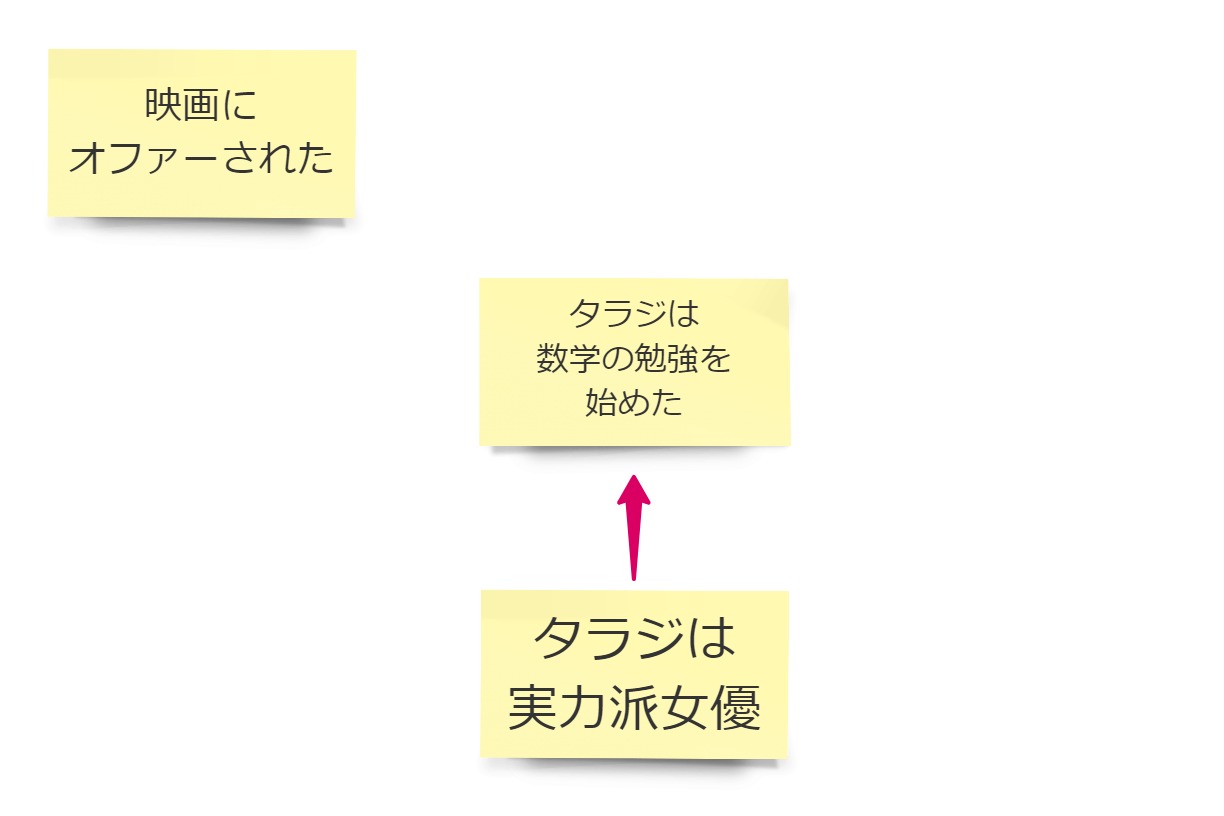 映画に
オファーされた
タラジは
数学の勉強を
始めた
タラジは
実力派女優